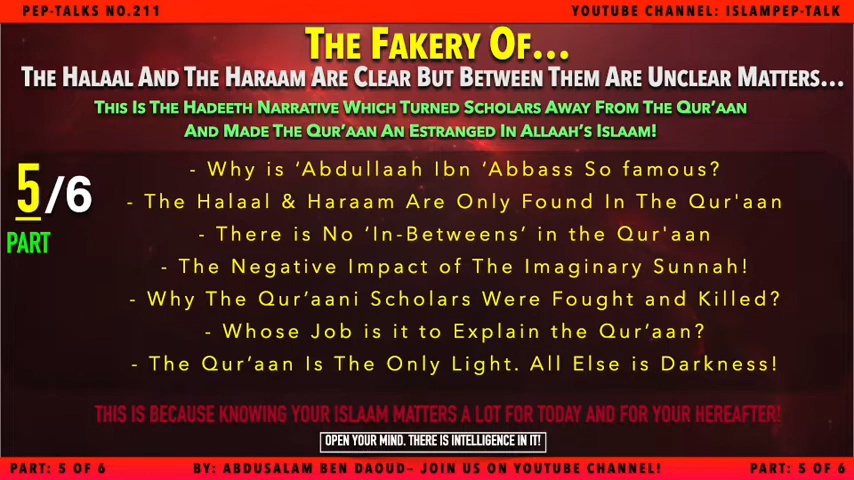 PEP-TALKS NO.211
YOUTUBE CHANNEL: ISLAMPEP-TALK
THE FAKERY OF...
THE HALAAL AND THE HARAAM ARE CLEAR BUT BETWEEN THEM ARE UNCLEAR MATTERS...
THIS IS THE HADEETH NARRATIVE WHICH TURNED SCHOLARS AWAY FROM THE QUR'AAN
AND MADE THE QUR'AAN AN ESTRANGED IN ALLAAH'S ISLAAM!
5/6
PART
- Why is 'Abdullaah Ibn 'Abbass So famous?
- The Halaal & Haraam Are Only Found In The Qur'aan
- There is No 'In-Betweens' in the Qur'aan
- The Negative Impact of The Imaginary Sunnah!
- Why The Qur'aani Scholars Were Fought and Killed?
- Whose Job is it to Explain the Qur'aan?
- The Qur'aan Is The Only Light. All Else is Darkness!
THIS IS BECAUSE KNOWING YOUR ISLAAM MATTERS A LOT FOR TODAY AND FOR YOUR HEREAFTER!
OPEN YOUR MIND. THERE IS INTELLIGENCE IN IT!
PART: 5 OF 6
BY: ABDUSALAM BEN DAOUD– JOIN US ON YOUTUBE CHANNEL!
PART: 5 OF 6